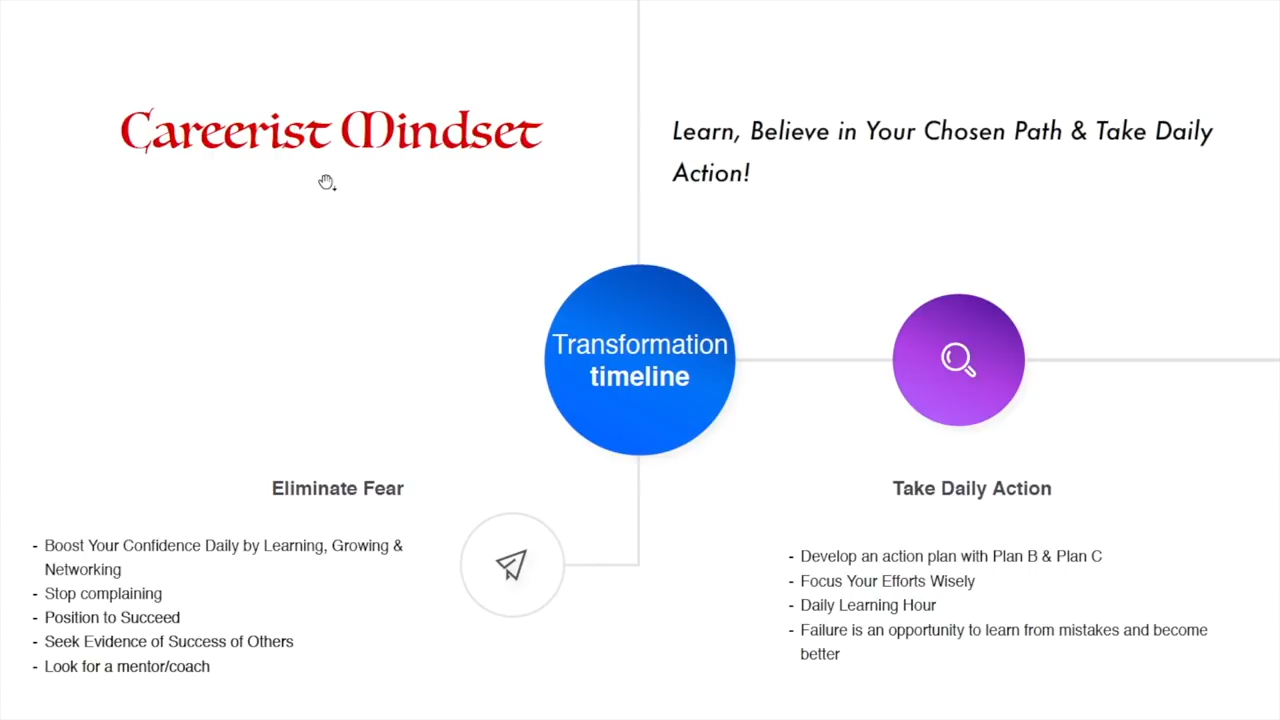 Careerist Mindset
Learn, Believe in Your Chosen Path & Take Daily
Action!
Transformation
timeline
Eliminate Fear
- Boost Your Confidence Daily by Learning, Growing &
Networking
- Stop complaining
- Position to Succeed
- Seek Evidence of Success of Others
- Look for a mentor/coach
Take Daily Action
- Develop an action plan with Plan B & Plan C
- Focus Your Efforts Wisely
- Daily Learning Hour
- Failure is an opportunity to learn from mistakes and become
better